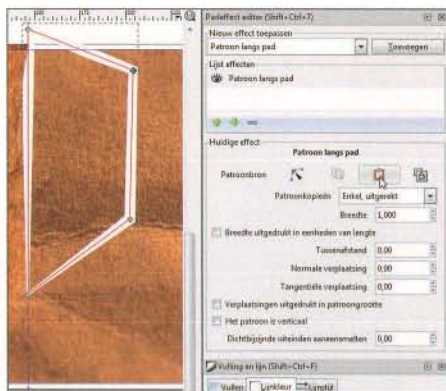 Padeffect editor (Shift+Ctrl+7)
Nieuw effect toepassen
Patroon langs pad
Toevoegen
Lijst effecten
Patroon langs pad
Huidige effect
Patroon langs pad
Patroonbron
Patroonkopieën Enkel, uitgerekt
Breedte 1,000
Breedte uitgedrukt in eenheden van lengte
Tussenafstand 0,00
Normale verplaatsing 0,00
Tangentiële verplaatsing 0,00
Verplaatsingen uitgedrukt in patroongrootte
Het patroon is verticaal
Dichtbijzijnde uiteinden samensmelten 0,00
Vulling en lijn (Shift+Ctrl+F)
Vullen Lijnkleur Lijnstijl